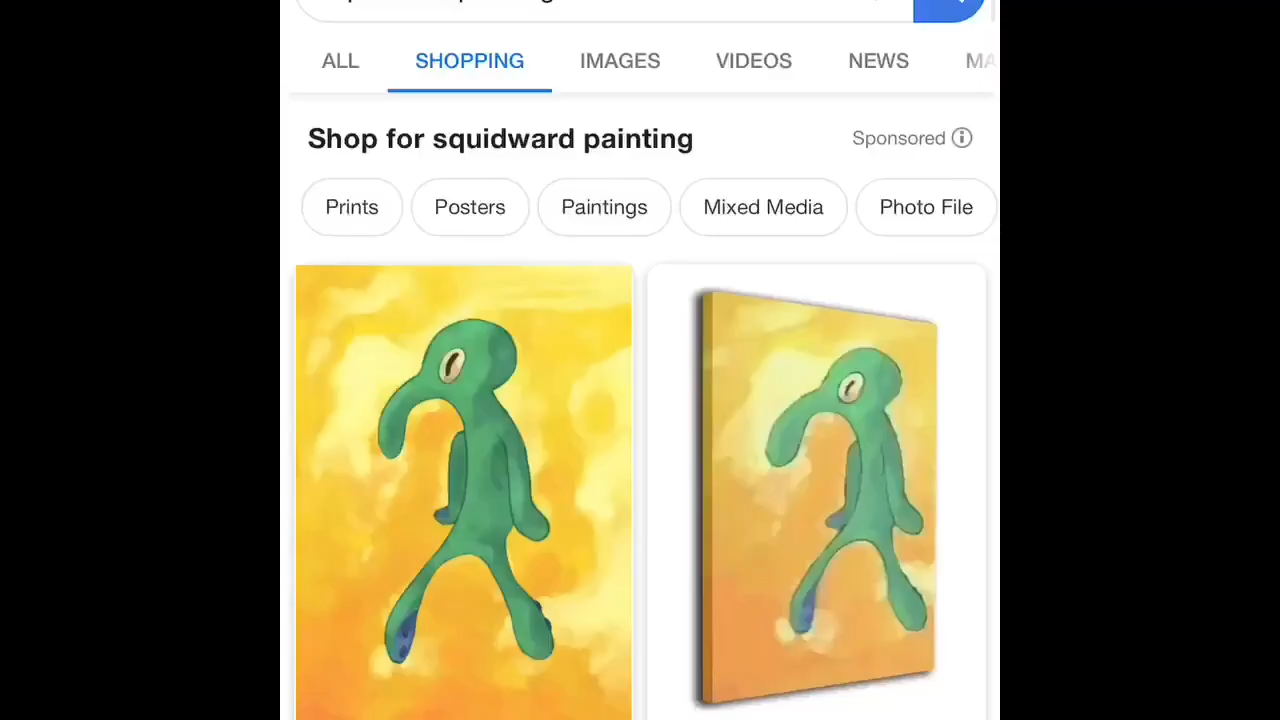 ALL SHOPPING IMAGES VIDEOS NEWS
Shop for squidward painting Sponsored
Prints Posters Paintings Mixed Media Photo File